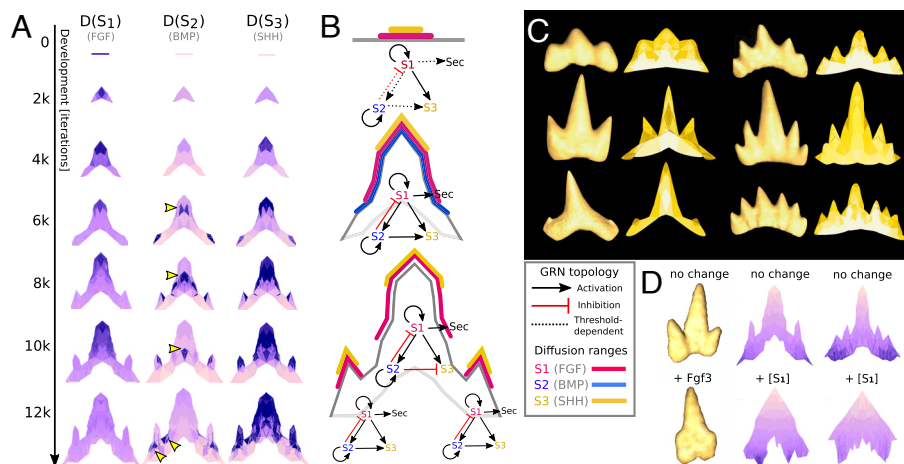 A
D(S1)
(FGF)
D(S2)
(BMP)
D(S3)
(SHH)
Development [iterations]
0
2k
4k
6k
8k
10k
12k
B
S1
Sec
S2
S3
S1
Sec
S2
S3
S1
Sec
S2
S3
S1
Sec
S2
S3
S1
Sec
S2
S3
C
GRN topology
Activation
Inhibition
Threshold-
dependent
Diffusion ranges
S1 (FGF)
S2 (BMP)
S3 (SHH)
D
no change
no change
no change
+ Fgf3
+ [S1]
+ [S1]